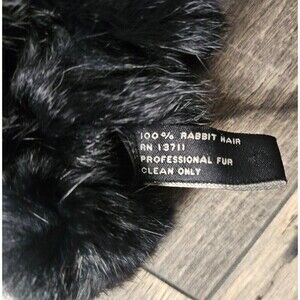 100% RABBIT HAIR
RN 13711
PROFESSIONAL FUR
CLEAN ONLY